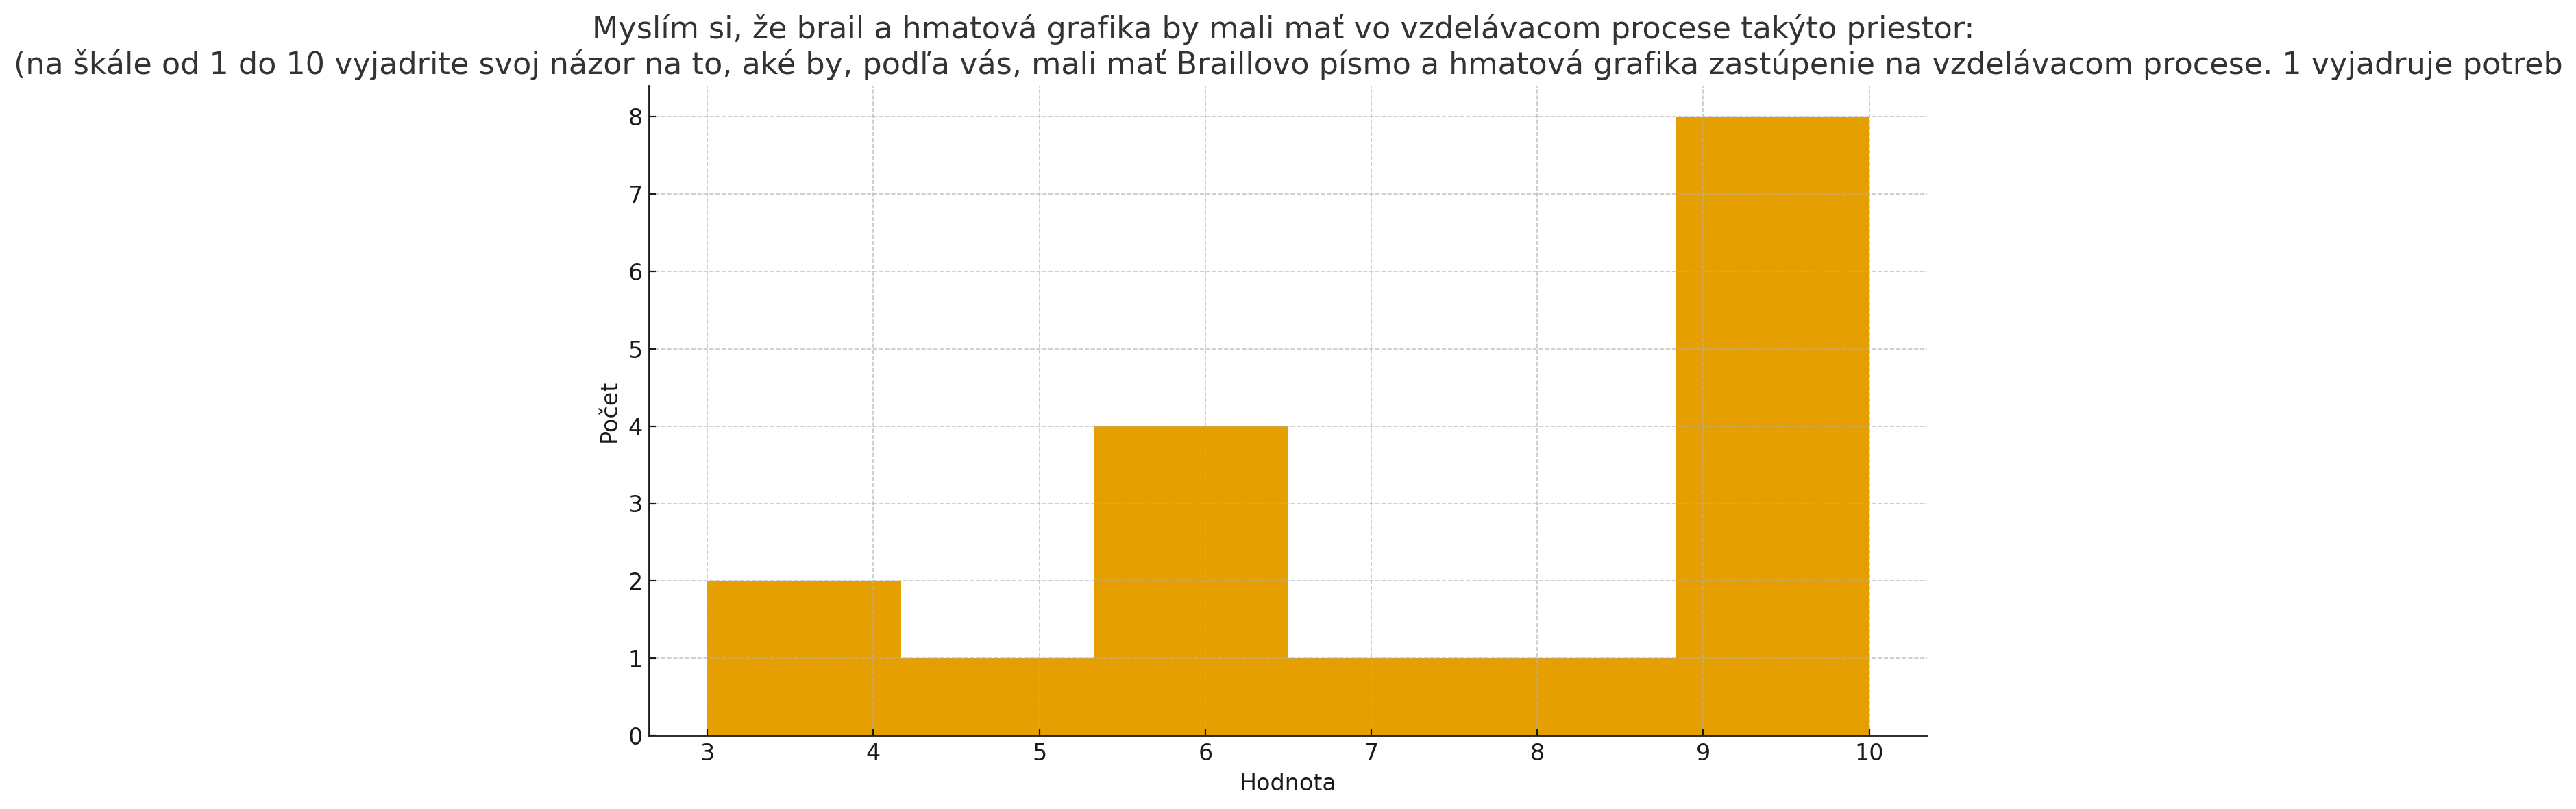 Myslím si, že brail a hmatová grafika by mali mať vo vzdelávacom procese takýto priestor:
(na škále od 1 do 10 vyjadrite svoj názor na to, aké by, podľa vás, mali mať Braillovo písmo a hmatová grafika zastúpenie na vzdelávacom procese. 1 vyjadruje potreb
8
7
6
5
4
3
2
1
0
Počet
3 4 5 6 7 8 9 10
Hodnota